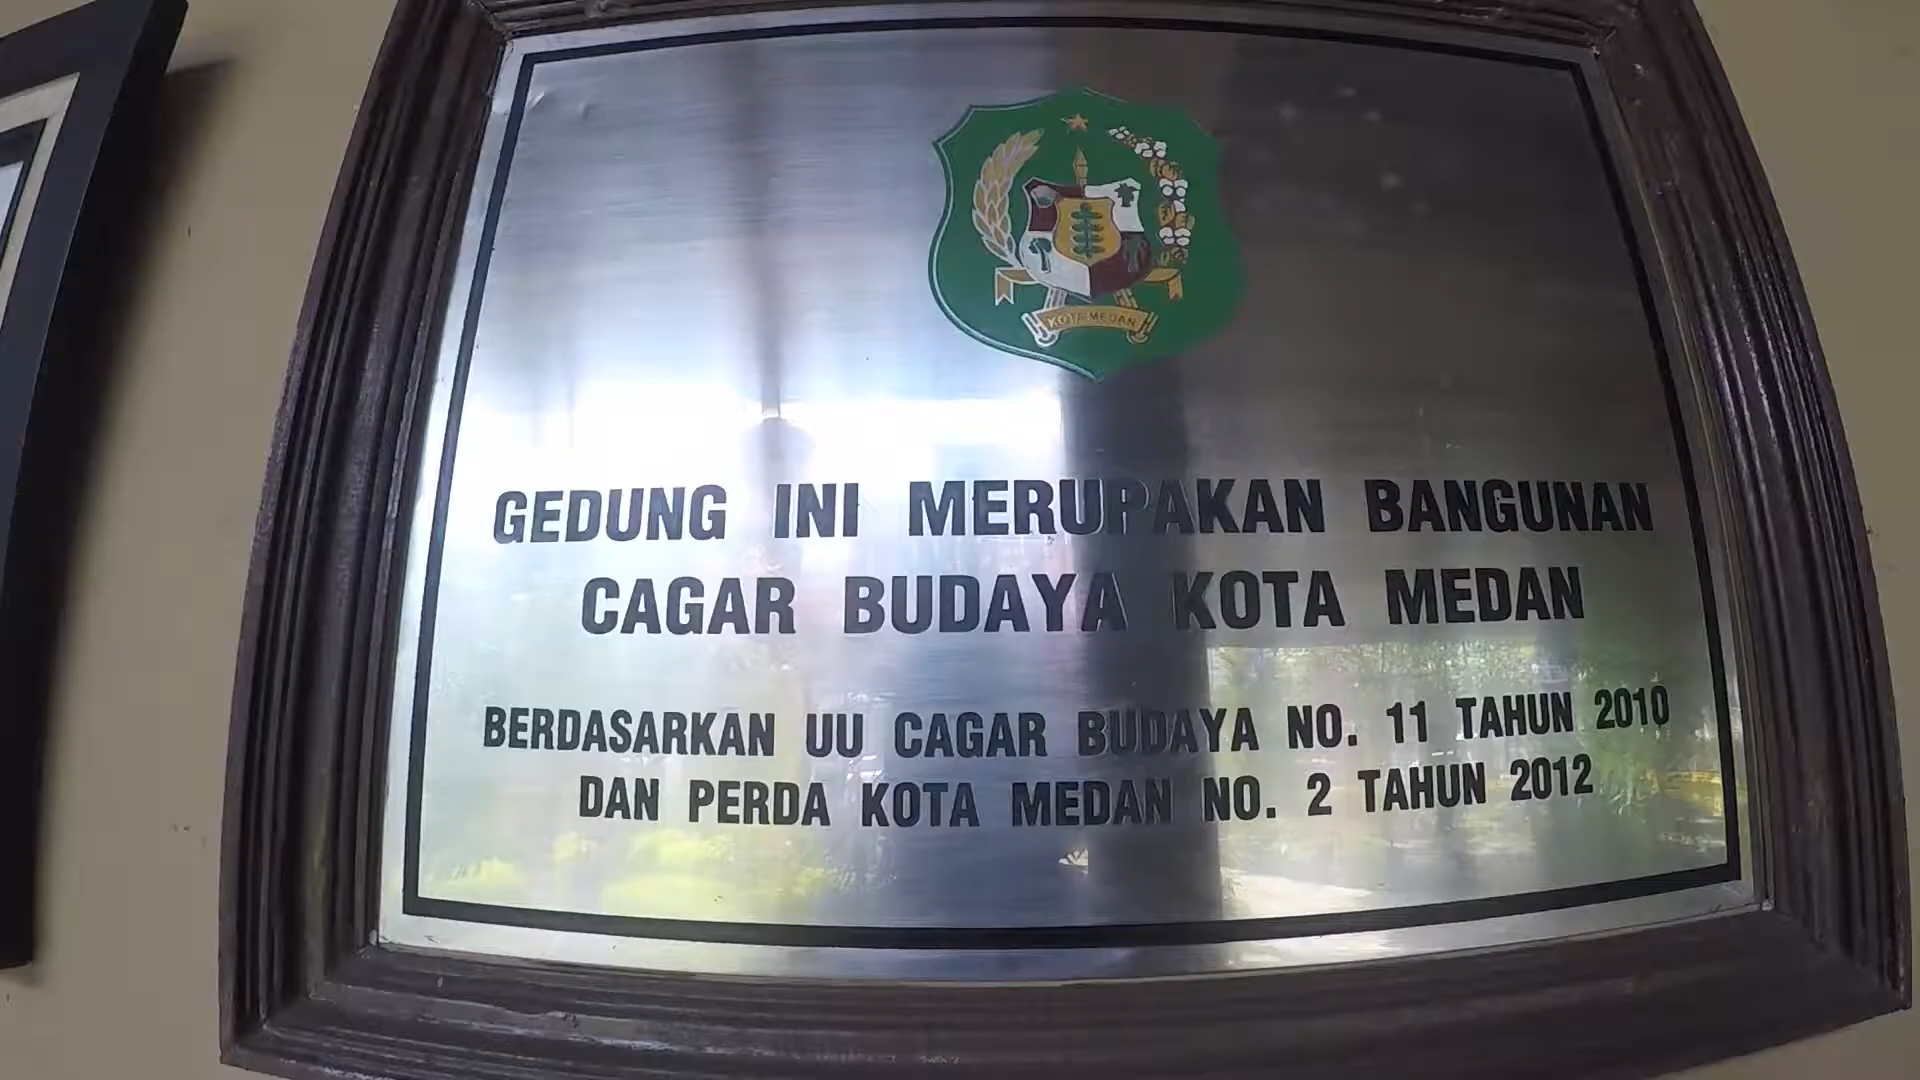 KOTA MEDAN
GEDUNG INI MERUPAKAN BANGUNAN
CAGAR BUDAYA KOTA MEDAN
BERDASARKAN UU CAGAR BUDAYA NO. 11 TAHUN 2010
DAN PERDA KOTA MEDAN NO. 2 TAHUN 2012